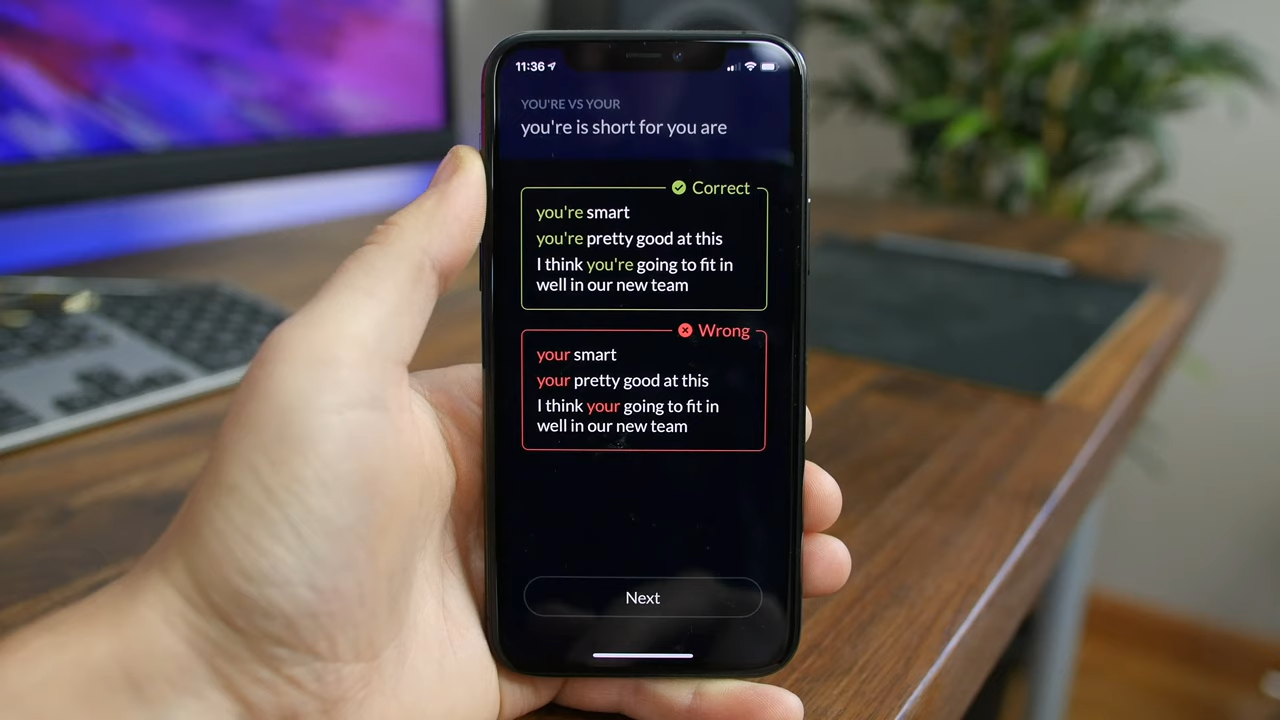 11:36
YOU'RE VS YOUR
you're is short for you are
Correct
you're smart
you're pretty good at this
I think you're going to fit in
well in our new team
Wrong
your smart
your pretty good at this
I think your going to fit in
well in our new team
Next